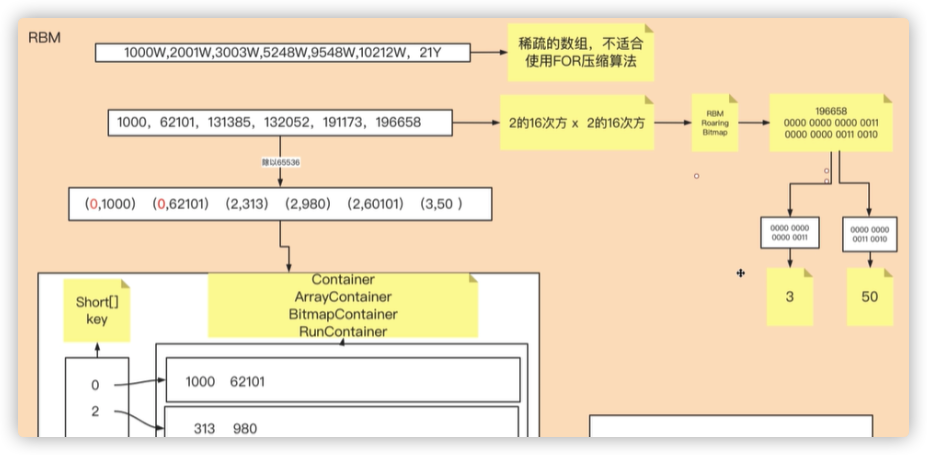 RBM
1000W,2001W,3003W,5248W,9548W,10212W, 21Y
稀疏的数组，不适合
使用FOR压缩算法
1000, 62101, 131385, 132052, 191173, 196658
2的16次方 x 2的16次方
RBM
Roaring
Bitmap
196658
0000 0000 0000 0011
0000 0000 0011 0010
除以65536
(0,1000) (0,62101) (2,313) (2,980) (2,60101) (3,50 )
0000 0000
0000 0011
0000 0000
0011 0010
3
50
Short[]
key
Container
ArrayContainer
BitmapContainer
RunContainer
0
1000 62101
2
313 980